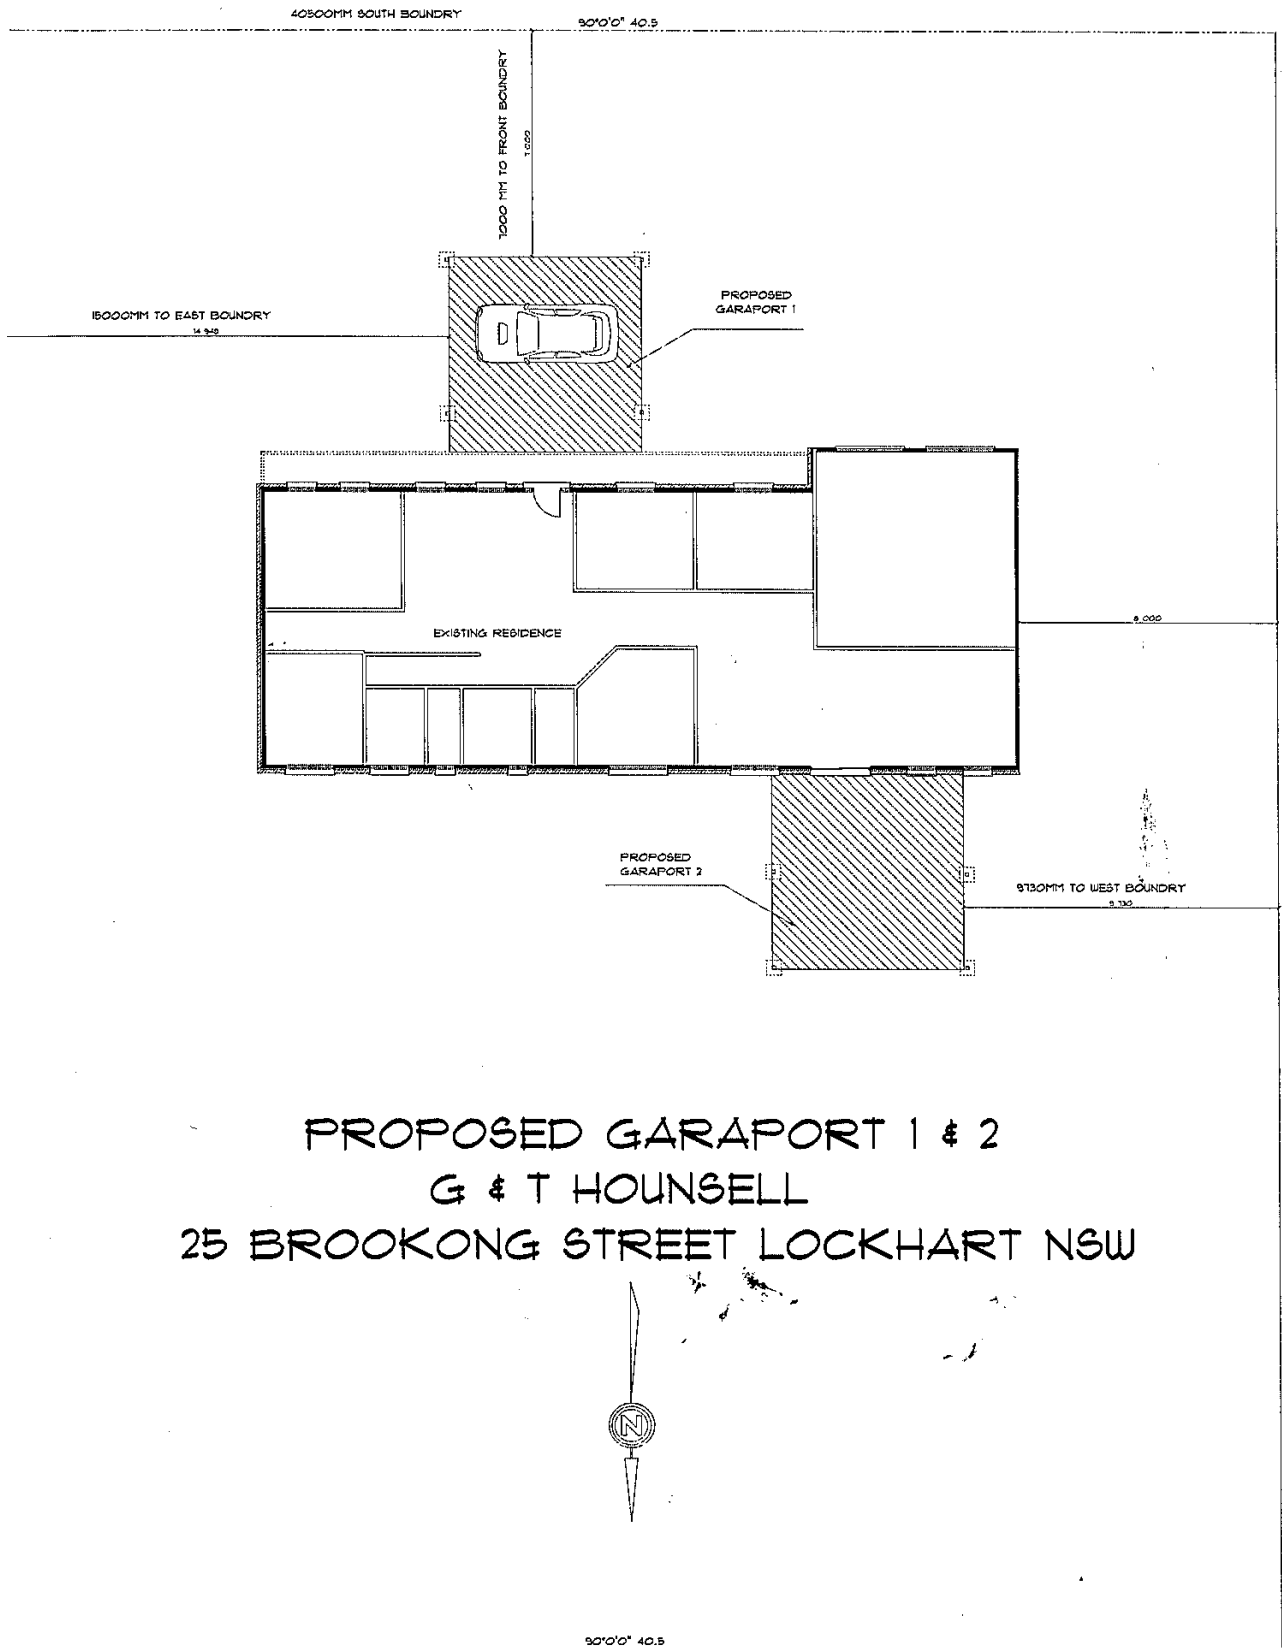 40500MM SOUTH BOUNDRY
90°0'0" 40.5
7000 MM TO FRONT BOUNDRY
7.000
PROPOSED
GARAPORT 1
15000MM TO EAST BOUNDRY
14.940
8.000
EXISTING RESIDENCE
PROPOSED
GARAPORT 2
9730MM TO WEST BOUNDRY
9.730
PROPOSED GARAPORT 1 & 2
G & T HOUNSELL
25 BROOKONG STREET LOCKHART NSW
N
90°0'0" 40.5